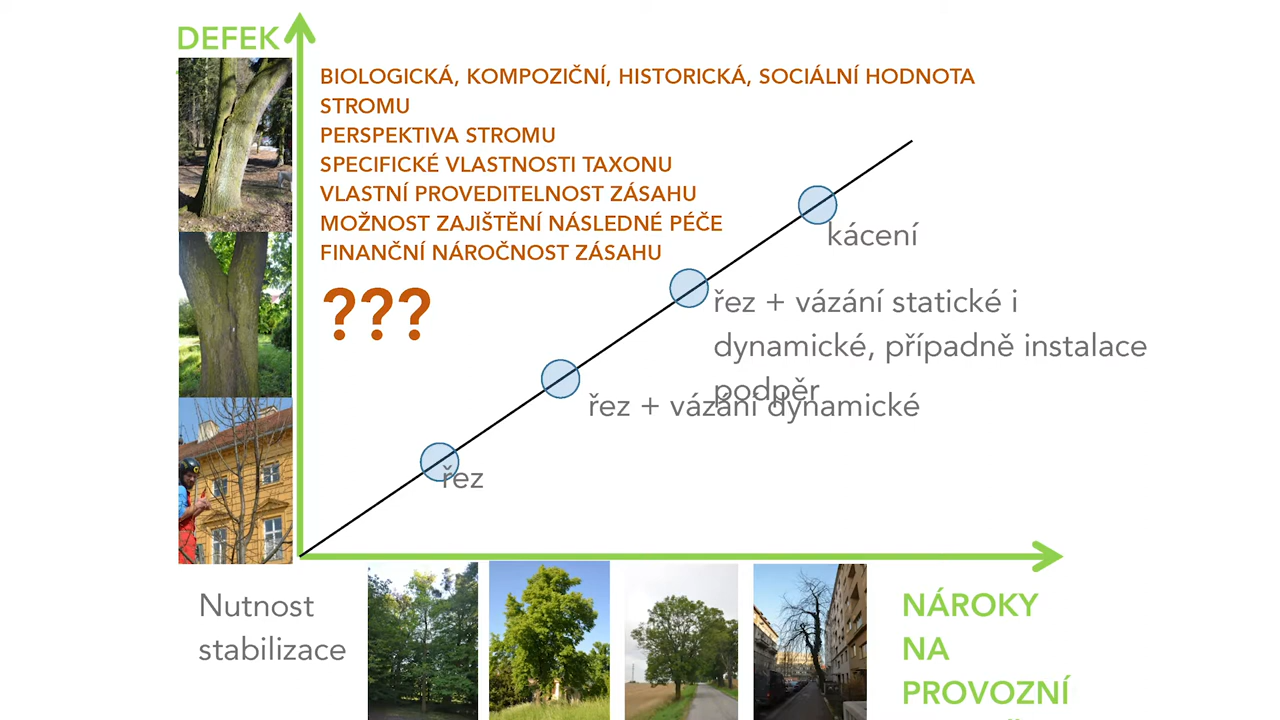 DEFEK
BIOLOGICKÁ, KOMPOZIČNÍ, HISTORICKÁ, SOCIÁLNÍ HODNOTA
STROMU
PERSPEKTIVA STROMU
SPECIFICKÉ VLASTNOSTI TAXONU
VLASTNÍ PROVEDITELNOST ZÁSAHU
MOŽNOST ZAJIŠTĚNÍ NÁSLEDNÉ PÉČE
FINANČNÍ NÁROČNOST ZÁSAHU
???
kácení
řez + vázání statické i
dynamické, případně instalace
podpěr
řez + vázání dynamické
řez
Nutnost
stabilizace
NÁROKY
NA
PROVOZNÍ